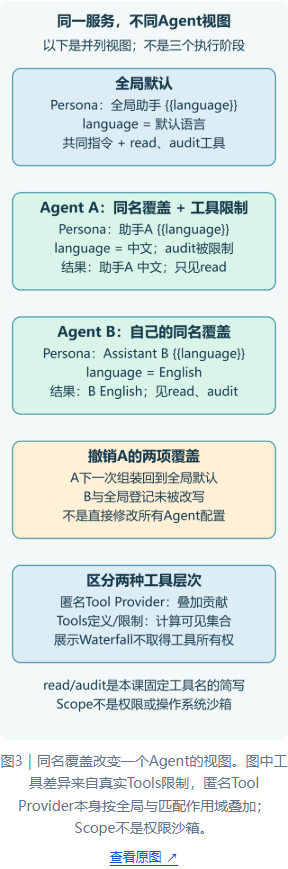 同一服务，不同Agent视图
以下是并列视图；不是三个执行阶段
全局默认
Persona：全局助手 {{language}}
language = 默认语言
共同指令 + read、audit工具
Agent A：同名覆盖 + 工具限制
Persona：助手A {{language}}
language = 中文；audit被限制
结果：助手A 中文；只见read
Agent B：自己的同名覆盖
Persona：Assistant B {{language}}
language = English
结果：B English；见read、audit
撤销A的两项覆盖
A下一次组装回到全局默认
B与全局登记未被改写
不是直接修改所有Agent配置
区分两种工具层次
匿名Tool Provider：叠加贡献
Tools定义/限制：计算可见集合
展示Waterfall不取得工具所有权
read/audit是本课固定工具名的简写
Scope不是权限或操作系统沙箱
图3｜同名覆盖改变一个Agent的视图。图中工
具差异来自真实Tools限制，匿名Tool
Provider本身按全局与匹配作用域叠加；
Scope不是权限沙箱。
查看原图 ↗